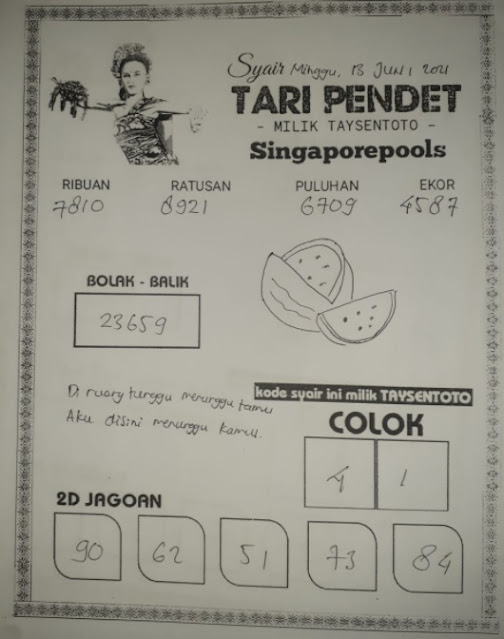 Syair Minggu, 13 Juni 2021
TARI PENDET
- MILIK TAYSENTOTO -
Singaporepools
RIBUAN RATUSAN PULUHAN EKOR
7810 8921 6709 4587
BOLAK - BALIK
23659
Di ruang tunggu menunggu tamu
Aku disini menunggu kamu.
kode syair ini milik TAYSENTOTO
COLOK
4 1
2D JAGOAN
90 62 51 73 84